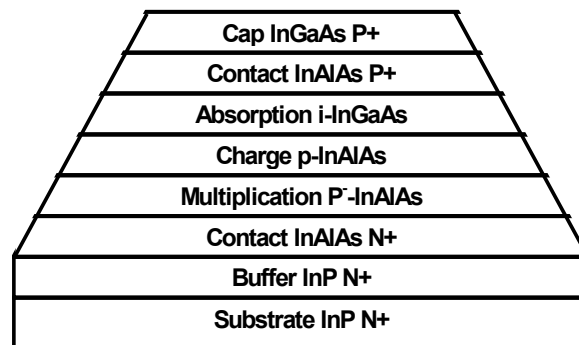 Cap InGaAs P+
Contact InAlAs P+
Absorption i-InGaAs
Charge p-InAlAs
Multiplication P⁻-InAlAs
Contact InAlAs N+
Buffer InP N+
Substrate InP N+